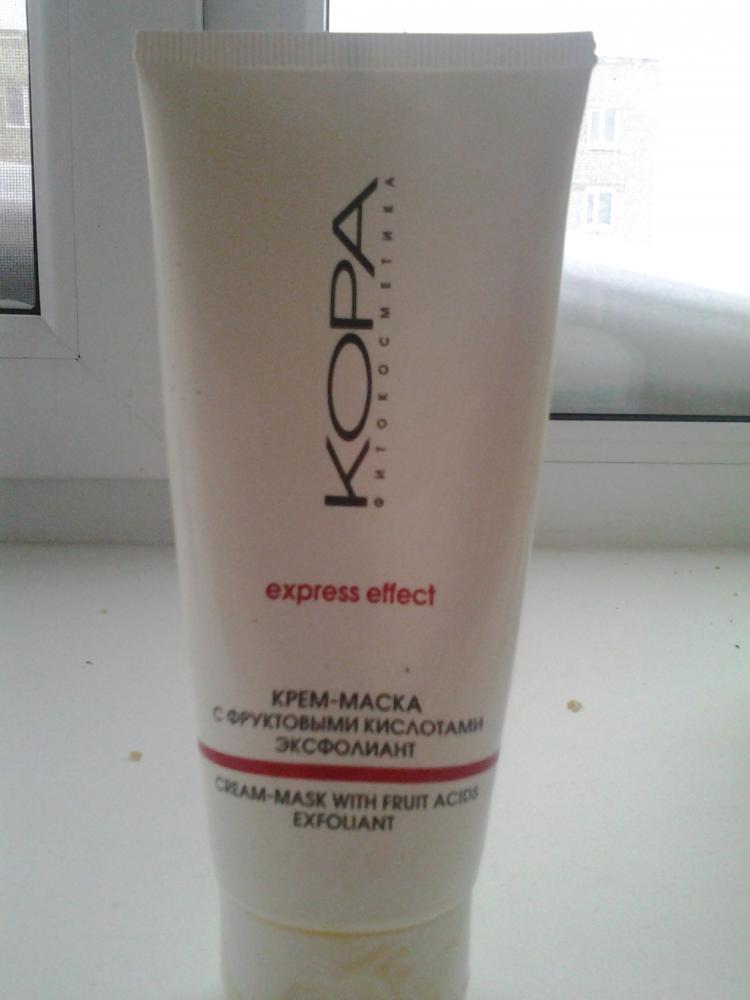 КОРА
ФИТОКОСМЕТИКА
express effect
КРЕМ-МАСКА
С ФРУКТОВЫМИ КИСЛОТАМИ
ЭКСФОЛИАНТ
CREAM-MASK WITH FRUIT ACIDS
EXFOLIANT